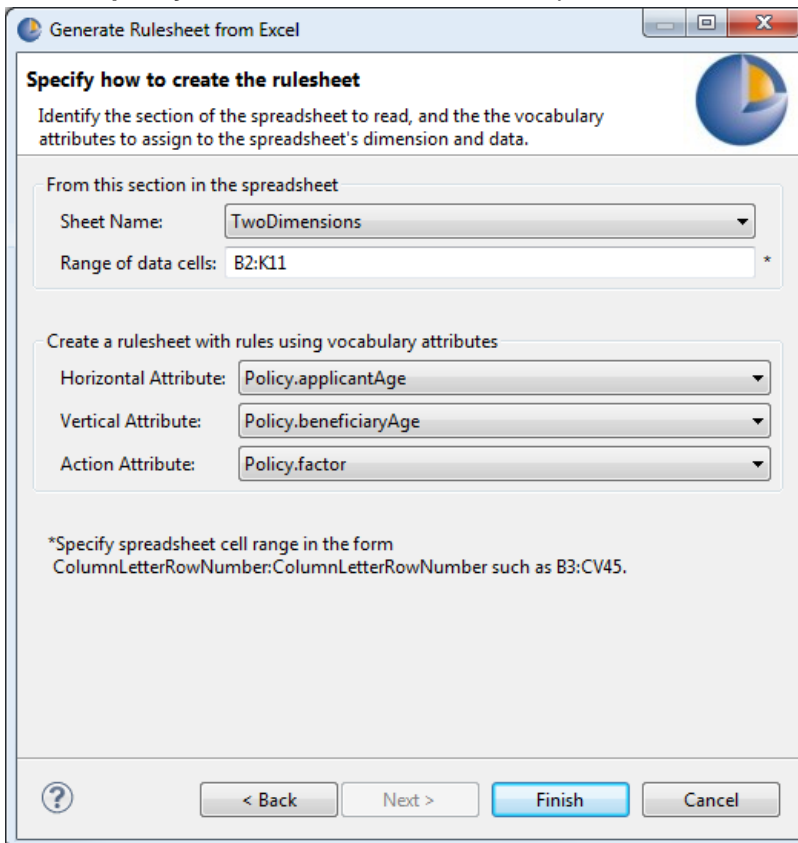 Generate Rulesheet from Excel
Specify how to create the rulesheet
Identify the section of the spreadsheet to read, and the the vocabulary
attributes to assign to the spreadsheet's dimension and data.
From this section in the spreadsheet
Sheet Name: TwoDimensions
Range of data cells: B2:K11 *
Create a rulesheet with rules using vocabulary attributes
Horizontal Attribute: Policy.applicantAge
Vertical Attribute: Policy.beneficiaryAge
Action Attribute: Policy.factor
*Specify spreadsheet cell range in the form
ColumnLetterRowNumber:ColumnLetterRowNumber such as B3:CV45.
? < Back Next > Finish Cancel